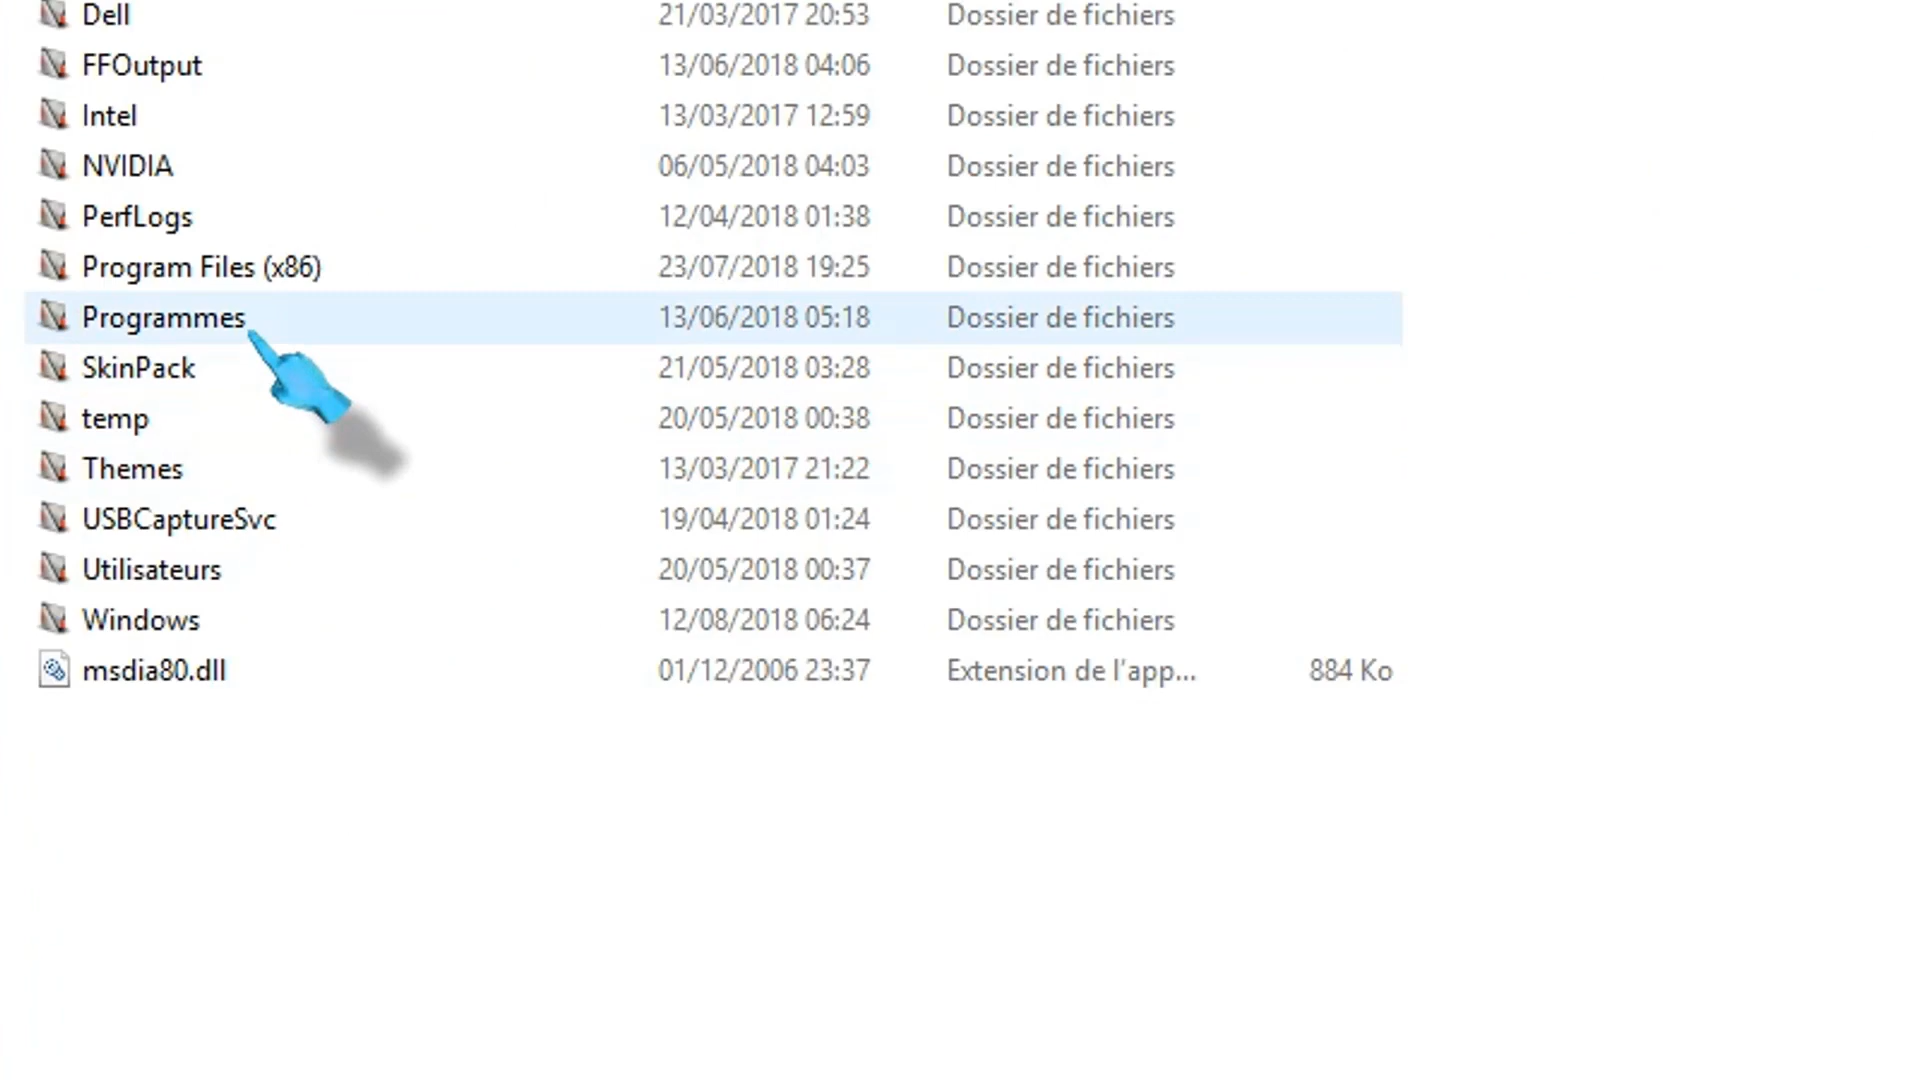 Dell 21/03/2017 20:53 Dossier de fichiers
FFOutput 13/06/2018 04:06 Dossier de fichiers
Intel 13/03/2017 12:59 Dossier de fichiers
NVIDIA 06/05/2018 04:03 Dossier de fichiers
PerfLogs 12/04/2018 01:38 Dossier de fichiers
Program Files (x86) 23/07/2018 19:25 Dossier de fichiers
Programmes 13/06/2018 05:18 Dossier de fichiers
SkinPack 21/05/2018 03:28 Dossier de fichiers
temp 20/05/2018 00:38 Dossier de fichiers
Themes 13/03/2017 21:22 Dossier de fichiers
USBCaptureSvc 19/04/2018 01:24 Dossier de fichiers
Utilisateurs 20/05/2018 00:37 Dossier de fichiers
Windows 12/08/2018 06:24 Dossier de fichiers
msdia80.dll 01/12/2006 23:37 Extension de l'app... 884 Ko